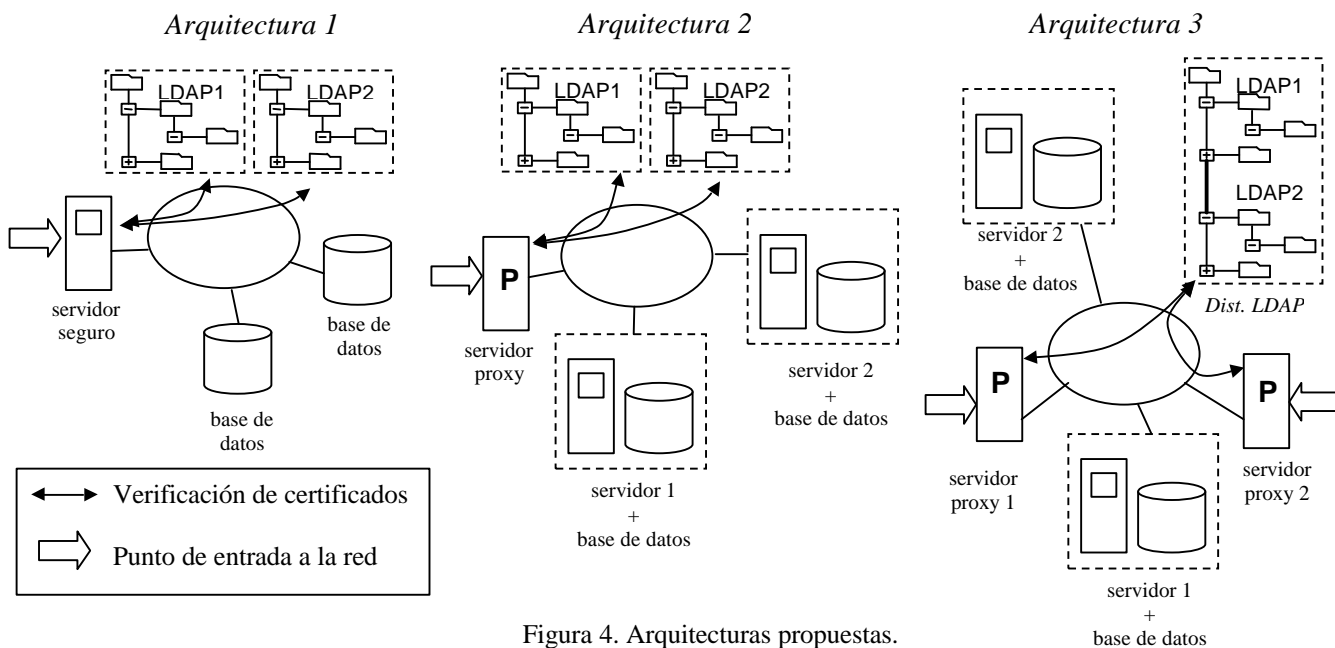 Arquitectura 1
LDAP1
LDAP2
servidor
seguro
base de
datos
base de
datos
Arquitectura 2
LDAP1
LDAP2
P
servidor
proxy
servidor 1
+
base de datos
servidor 2
+
base de datos
Arquitectura 3
servidor 2
+
base de datos
LDAP1
LDAP2
Dist. LDAP
P
servidor
proxy 1
P
servidor
proxy 2
servidor 1
+
base de datos
Verificación de certificados
Punto de entrada a la red
Figura 4. Arquitecturas propuestas.